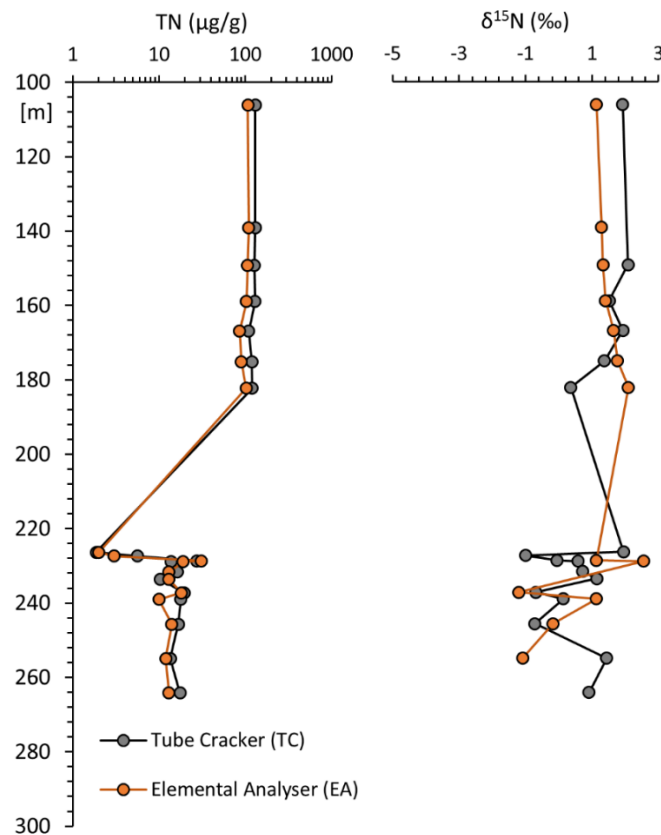 TN (µg/g)
δ¹⁵N (‰)
1 10 100 1000
-5 -3 -1 1 3
100
[m]
120
140
160
180
200
220
240
260
280
300
Tube Cracker (TC)
Elemental Analyser (EA)